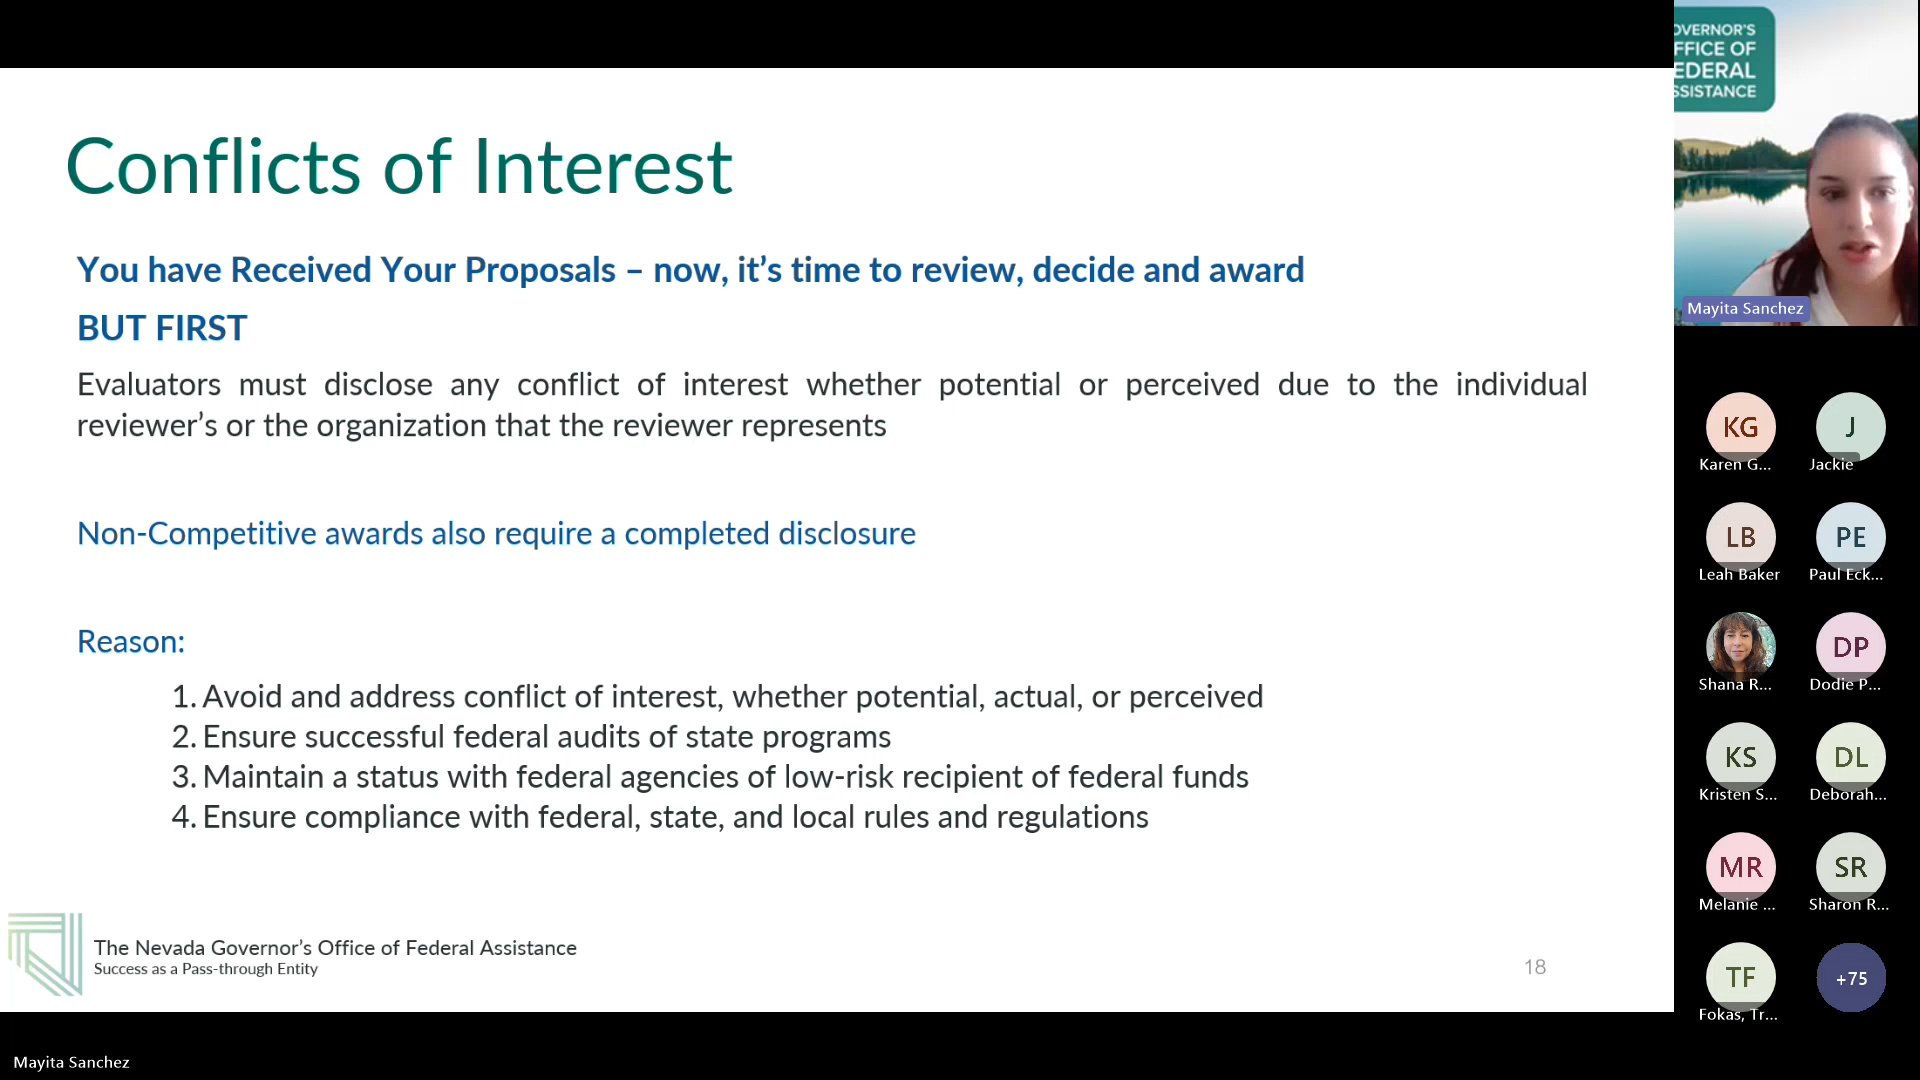 Conflicts of Interest
You have Received Your Proposals – now, it’s time to review, decide and award
BUT FIRST
Evaluators must disclose any conflict of interest whether potential or perceived due to the individual
reviewer’s or the organization that the reviewer represents
Non-Competitive awards also require a completed disclosure
Reason:
1. Avoid and address conflict of interest, whether potential, actual, or perceived
2. Ensure successful federal audits of state programs
3. Maintain a status with federal agencies of low-risk recipient of federal funds
4. Ensure compliance with federal, state, and local rules and regulations
The Nevada Governor’s Office of Federal Assistance
Success as a Pass-through Entity
18
Mayita Sanchez
OVERNOR'S
FFICE OF
EDERAL
SSISTANCE
Mayita Sanchez
KG
Karen G...
J
Jackie
LB
Leah Baker
PE
Paul Eck...
Shana R...
DP
Dodie P...
KS
Kristen S...
DL
Deborah...
MR
Melanie ...
SR
Sharon R...
TF
Fokas, Tr...
+75